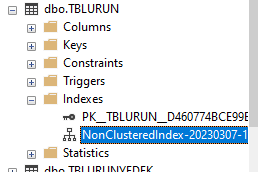 dbo.TBLURUN
Columns
Keys
Constraints
Triggers
Indexes
PK__TBLURUN__D460774BCE99E
NonClusteredIndex-20230307-1
Statistics
dbo.TBLURUNYEDEK